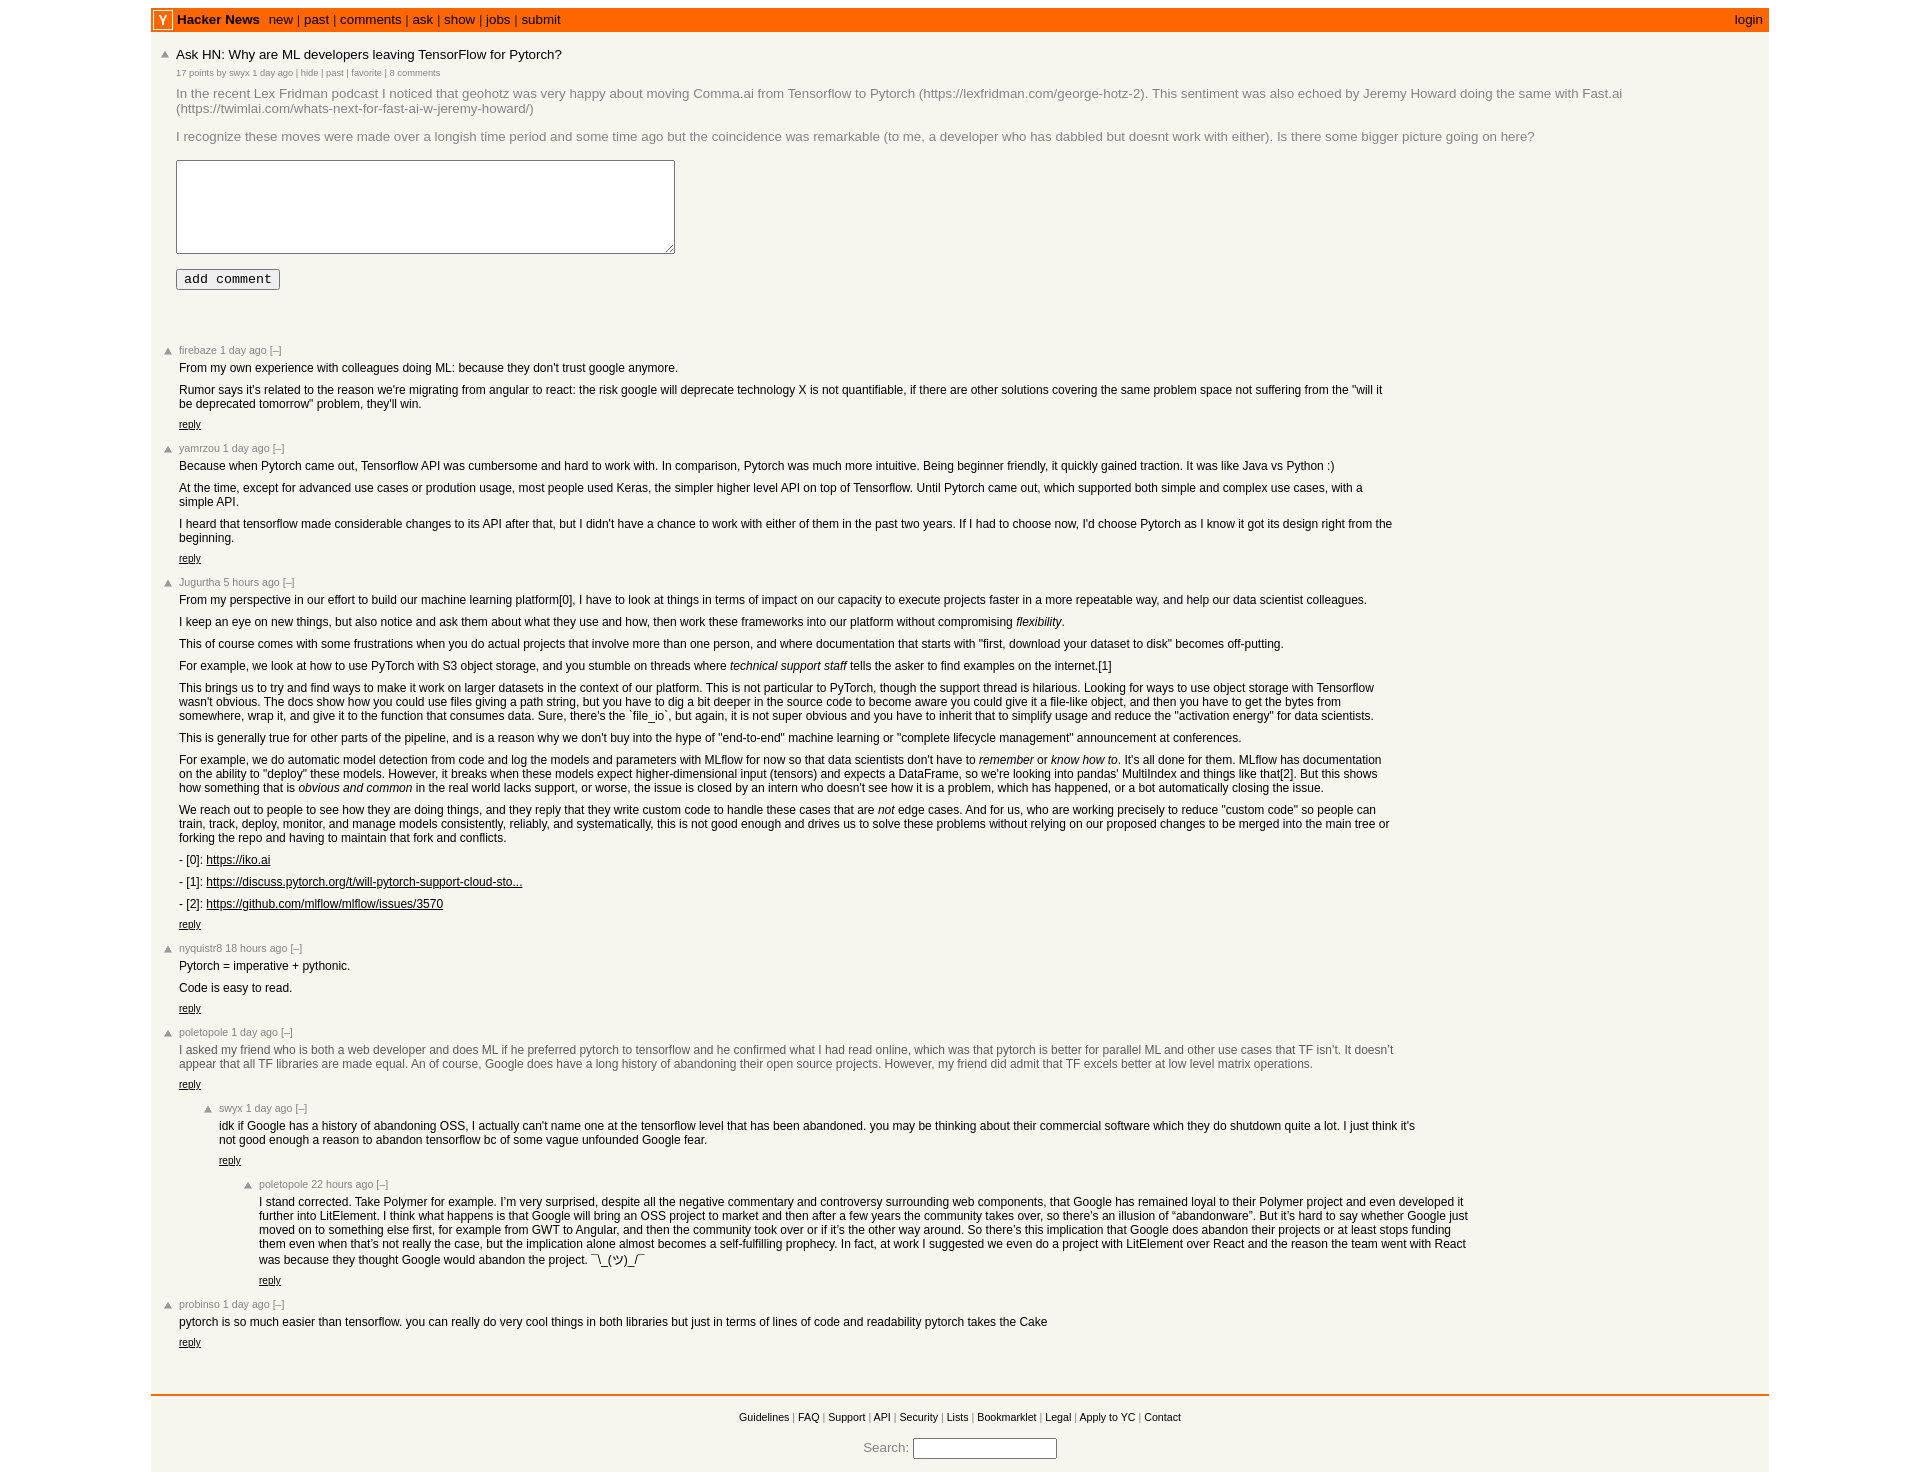 Y Hacker News new | past | comments | ask | show | jobs | submit login
Ask HN: Why are ML developers leaving TensorFlow for Pytorch?
17 points by swyx 1 day ago | hide | past | favorite | 8 comments
In the recent Lex Fridman podcast I noticed that geohotz was very happy about moving Comma.ai from Tensorflow to Pytorch (https://lexfridman.com/george-hotz-2). This sentiment was also echoed by Jeremy Howard doing the same with Fast.ai
(https://twimlai.com/whats-next-for-fast-ai-w-jeremy-howard/)
I recognize these moves were made over a longish time period and some time ago but the coincidence was remarkable (to me, a developer who has dabbled but doesnt work with either). Is there some bigger picture going on here?
add comment
firebaze 1 day ago [–]
From my own experience with colleagues doing ML: because they don't trust google anymore.
Rumor says it's related to the reason we're migrating from angular to react: the risk google will deprecate technology X is not quantifiable, if there are other solutions covering the same problem space not suffering from the "will it
be deprecated tomorrow" problem, they'll win.
reply
yamrzou 1 day ago [–]
Because when Pytorch came out, Tensorflow API was cumbersome and hard to work with. In comparison, Pytorch was much more intuitive. Being beginner friendly, it quickly gained traction. It was like Java vs Python :)
At the time, except for advanced use cases or prodution usage, most people used Keras, the simpler higher level API on top of Tensorflow. Until Pytorch came out, which supported both simple and complex use cases, with a
simple API.
I heard that tensorflow made considerable changes to its API after that, but I didn't have a chance to work with either of them in the past two years. If I had to choose now, I'd choose Pytorch as I know it got its design right from the
beginning.
reply
Jugurtha 5 hours ago [–]
From my perspective in our effort to build our machine learning platform[0], I have to look at things in terms of impact on our capacity to execute projects faster in a more repeatable way, and help our data scientist colleagues.
I keep an eye on new things, but also notice and ask them about what they use and how, then work these frameworks into our platform without compromising flexibility.
This of course comes with some frustrations when you do actual projects that involve more than one person, and where documentation that starts with "first, download your dataset to disk" becomes off-putting.
For example, we look at how to use PyTorch with S3 object storage, and you stumble on threads where technical support staff tells the asker to find examples on the internet.[1]
This brings us to try and find ways to make it work on larger datasets in the context of our platform. This is not particular to PyTorch, though the support thread is hilarious. Looking for ways to use object storage with Tensorflow
wasn't obvious. The docs show how you could use files giving a path string, but you have to dig a bit deeper in the source code to become aware you could give it a file-like object, and then you have to get the bytes from
somewhere, wrap it, and give it to the function that consumes data. Sure, there's the `file_io`, but again, it is not super obvious and you have to inherit that to simplify usage and reduce the "activation energy" for data scientists.
This is generally true for other parts of the pipeline, and is a reason why we don't buy into the hype of "end-to-end" machine learning or "complete lifecycle management" announcement at conferences.
For example, we do automatic model detection from code and log the models and parameters with MLflow for now so that data scientists don't have to remember or know how to. It's all done for them. MLflow has documentation
on the ability to "deploy" these models. However, it breaks when these models expect higher-dimensional input (tensors) and expects a DataFrame, so we're looking into pandas' MultiIndex and things like that[2]. But this shows
how something that is obvious and common in the real world lacks support, or worse, the issue is closed by an intern who doesn't see how it is a problem, which has happened, or a bot automatically closing the issue.
We reach out to people to see how they are doing things, and they reply that they write custom code to handle these cases that are not edge cases. And for us, who are working precisely to reduce "custom code" so people can
train, track, deploy, monitor, and manage models consistently, reliably, and systematically, this is not good enough and drives us to solve these problems without relying on our proposed changes to be merged into the main tree or
forking the repo and having to maintain that fork and conflicts.
- [0]: https://iko.ai
- [1]: https://discuss.pytorch.org/t/will-pytorch-support-cloud-sto...
- [2]: https://github.com/mlflow/mlflow/issues/3570
reply
nyquistr8 18 hours ago [–]
Pytorch = imperative + pythonic.
Code is easy to read.
reply
poletopole 1 day ago [–]
I asked my friend who is both a web developer and does ML if he preferred pytorch to tensorflow and he confirmed what I had read online, which was that pytorch is better for parallel ML and other use cases that TF isn’t. It doesn’t
appear that all TF libraries are made equal. An of course, Google does have a long history of abandoning their open source projects. However, my friend did admit that TF excels better at low level matrix operations.
reply
swyx 1 day ago [–]
idk if Google has a history of abandoning OSS, I actually can't name one at the tensorflow level that has been abandoned. you may be thinking about their commercial software which they do shutdown quite a lot. I just think it's
not good enough a reason to abandon tensorflow bc of some vague unfounded Google fear.
reply
poletopole 22 hours ago [–]
I stand corrected. Take Polymer for example. I’m very surprised, despite all the negative commentary and controversy surrounding web components, that Google has remained loyal to their Polymer project and even developed it
further into LitElement. I think what happens is that Google will bring an OSS project to market and then after a few years the community takes over, so there’s an illusion of “abandonware”. But it’s hard to say whether Google just
moved on to something else first, for example from GWT to Angular, and then the community took over or if it’s the other way around. So there’s this implication that Google does abandon their projects or at least stops funding
them even when that’s not really the case, but the implication alone almost becomes a self-fulfilling prophecy. In fact, at work I suggested we even do a project with LitElement over React and the reason the team went with React
was because they thought Google would abandon the project. ¯\_(ツ)_/¯
reply
probinso 1 day ago [–]
pytorch is so much easier than tensorflow. you can really do very cool things in both libraries but just in terms of lines of code and readability pytorch takes the Cake
reply
Guidelines | FAQ | Support | API | Security | Lists | Bookmarklet | Legal | Apply to YC | Contact
Search: